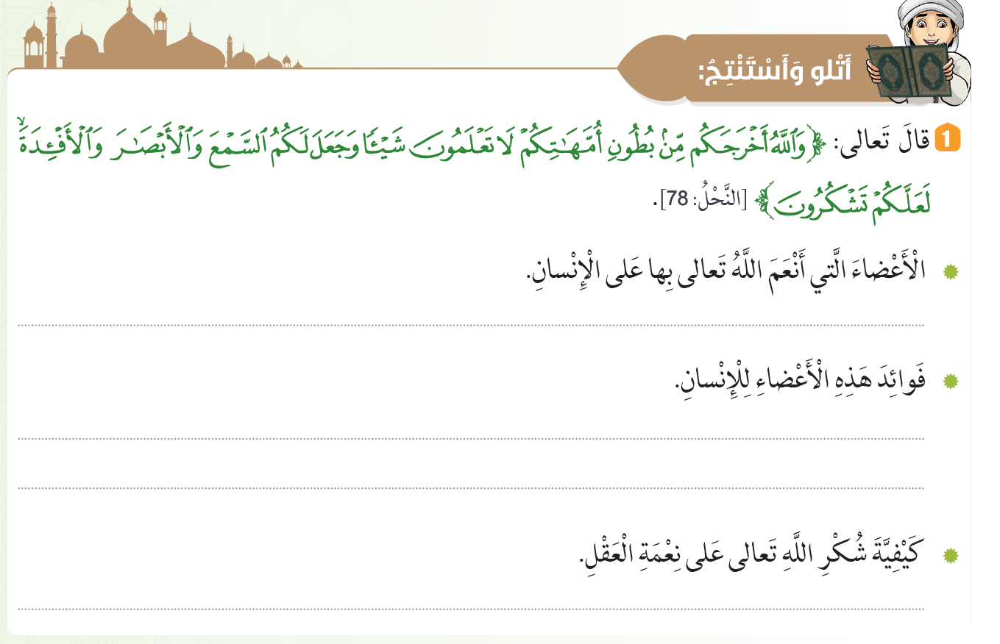 أَتْلو وَأَسْتَنْتِجُ:
1 قالَ تَعالى: ﴿وَٱللَّهُ أَخْرَجَكُم مِّنۢ بُطُونِ أُمَّهَٰتِكُمْ لَا تَعْلَمُونَ شَيْـًٔا وَجَعَلَ لَكُمُ ٱلسَّمْعَ وَٱلْأَبْصَٰرَ وَٱلْأَفْـِٔدَةَ ۙ
لَعَلَّكُمْ تَشْكُرُونَ﴾ [النَّحْلُ: 78].
الْأَعْضاءَ الَّتي أَنْعَمَ اللَّهُ تَعالى بِها عَلى الْإِنْسانِ.
فَوائِدَ هَذِهِ الْأَعْضاءِ لِلْإِنْسانِ.
كَيْفِيَّةَ شُكْرِ اللَّهِ تَعالى عَلى نِعْمَةِ الْعَقْلِ.